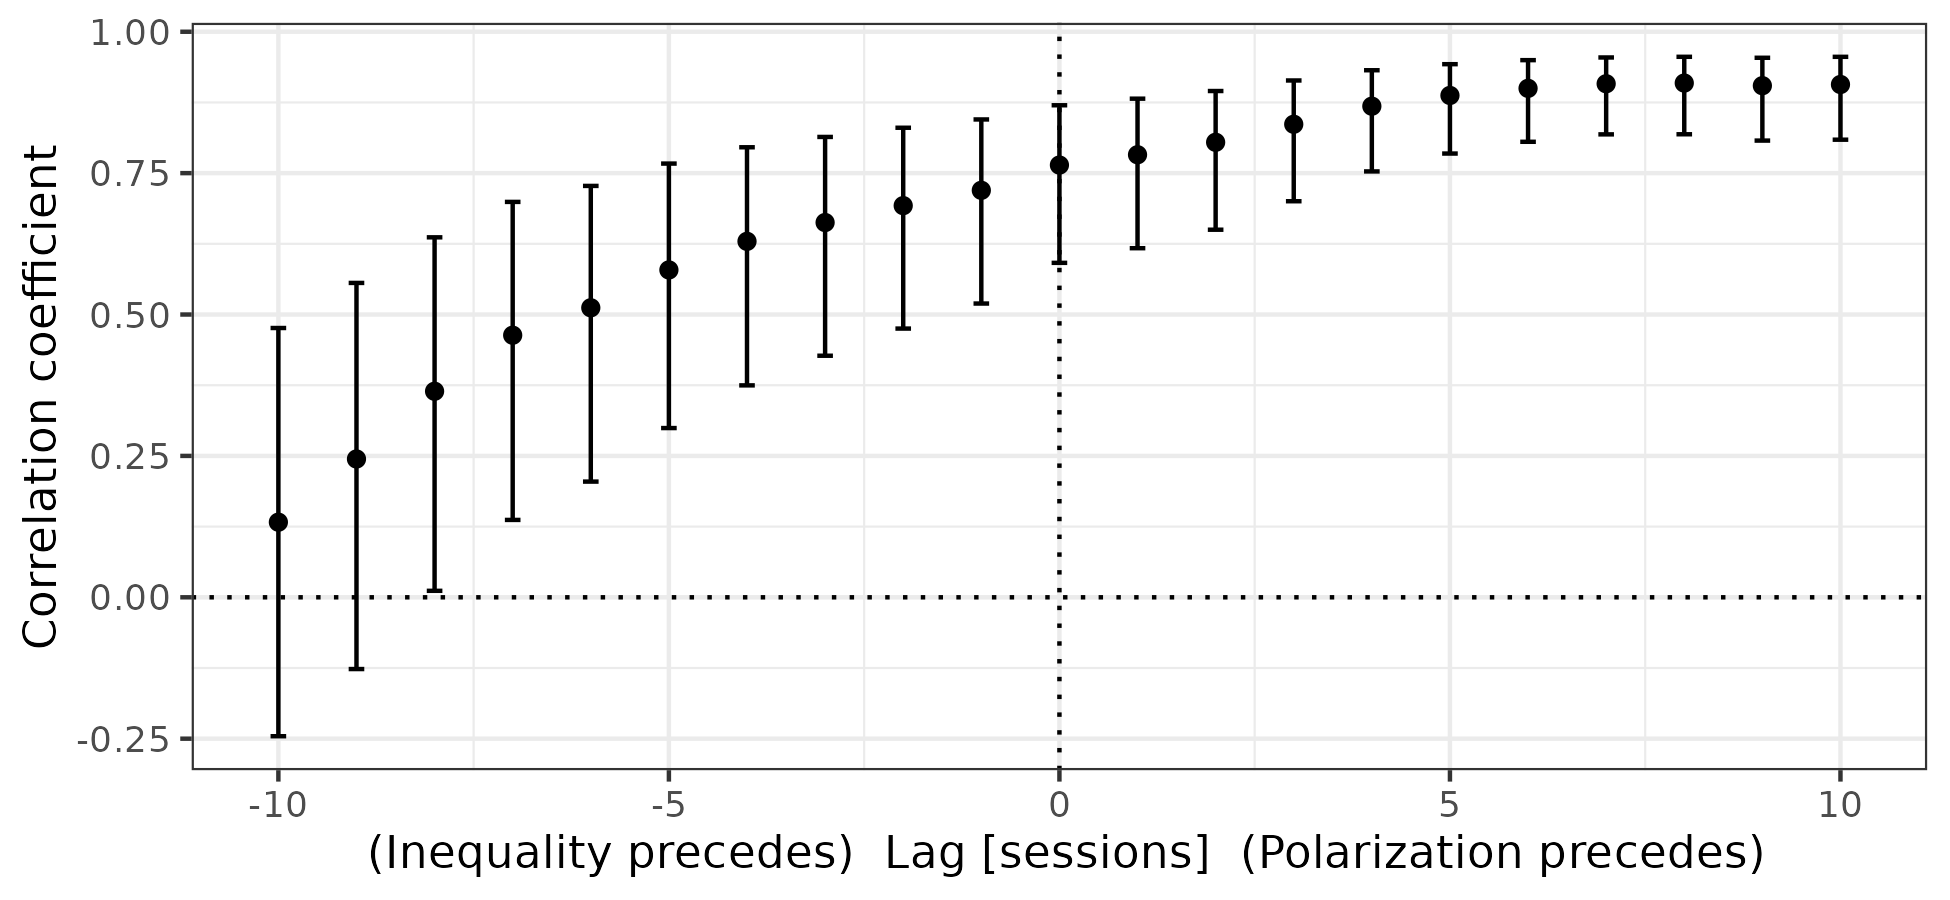 1.00
0.75
0.50
0.25
0.00
-0.25
Correlation coefficient
-10 -5 0 5 10
(Inequality precedes) Lag [sessions] (Polarization precedes)